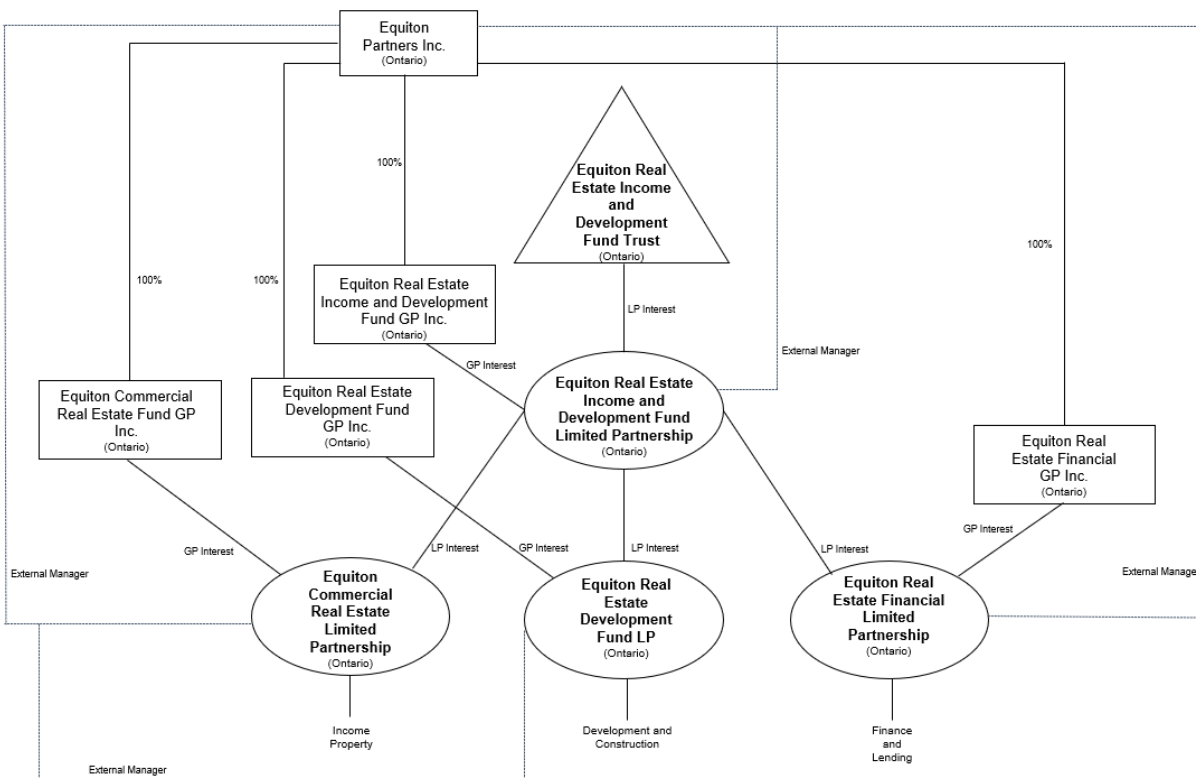 Equiton
Partners Inc.
(Ontario)
100%
Equiton Real
Estate Income
and
Development
Fund Trust
(Ontario)
100%
100%
100%
Equiton Real Estate
Income and Development
Fund GP Inc.
(Ontario)
LP Interest
External Manager
GP Interest
Equiton Commercial
Real Estate Fund GP
Inc.
(Ontario)
Equiton Real Estate
Development Fund
GP Inc.
(Ontario)
Equiton Real Estate
Income and
Development Fund
Limited Partnership
(Ontario)
Equiton Real
Estate Financial
GP Inc.
(Ontario)
GP Interest
LP Interest
GP Interest
LP Interest
LP Interest
GP Interest
External Manager
External Manage
Equiton
Commercial
Real Estate
Limited
Partnership
(Ontario)
Equiton Real
Estate
Development
Fund LP
(Ontario)
Equiton Real
Estate Financial
Limited
Partnership
(Ontario)
Income
Property
Development and
Construction
Finance
and
Lending
External Manager